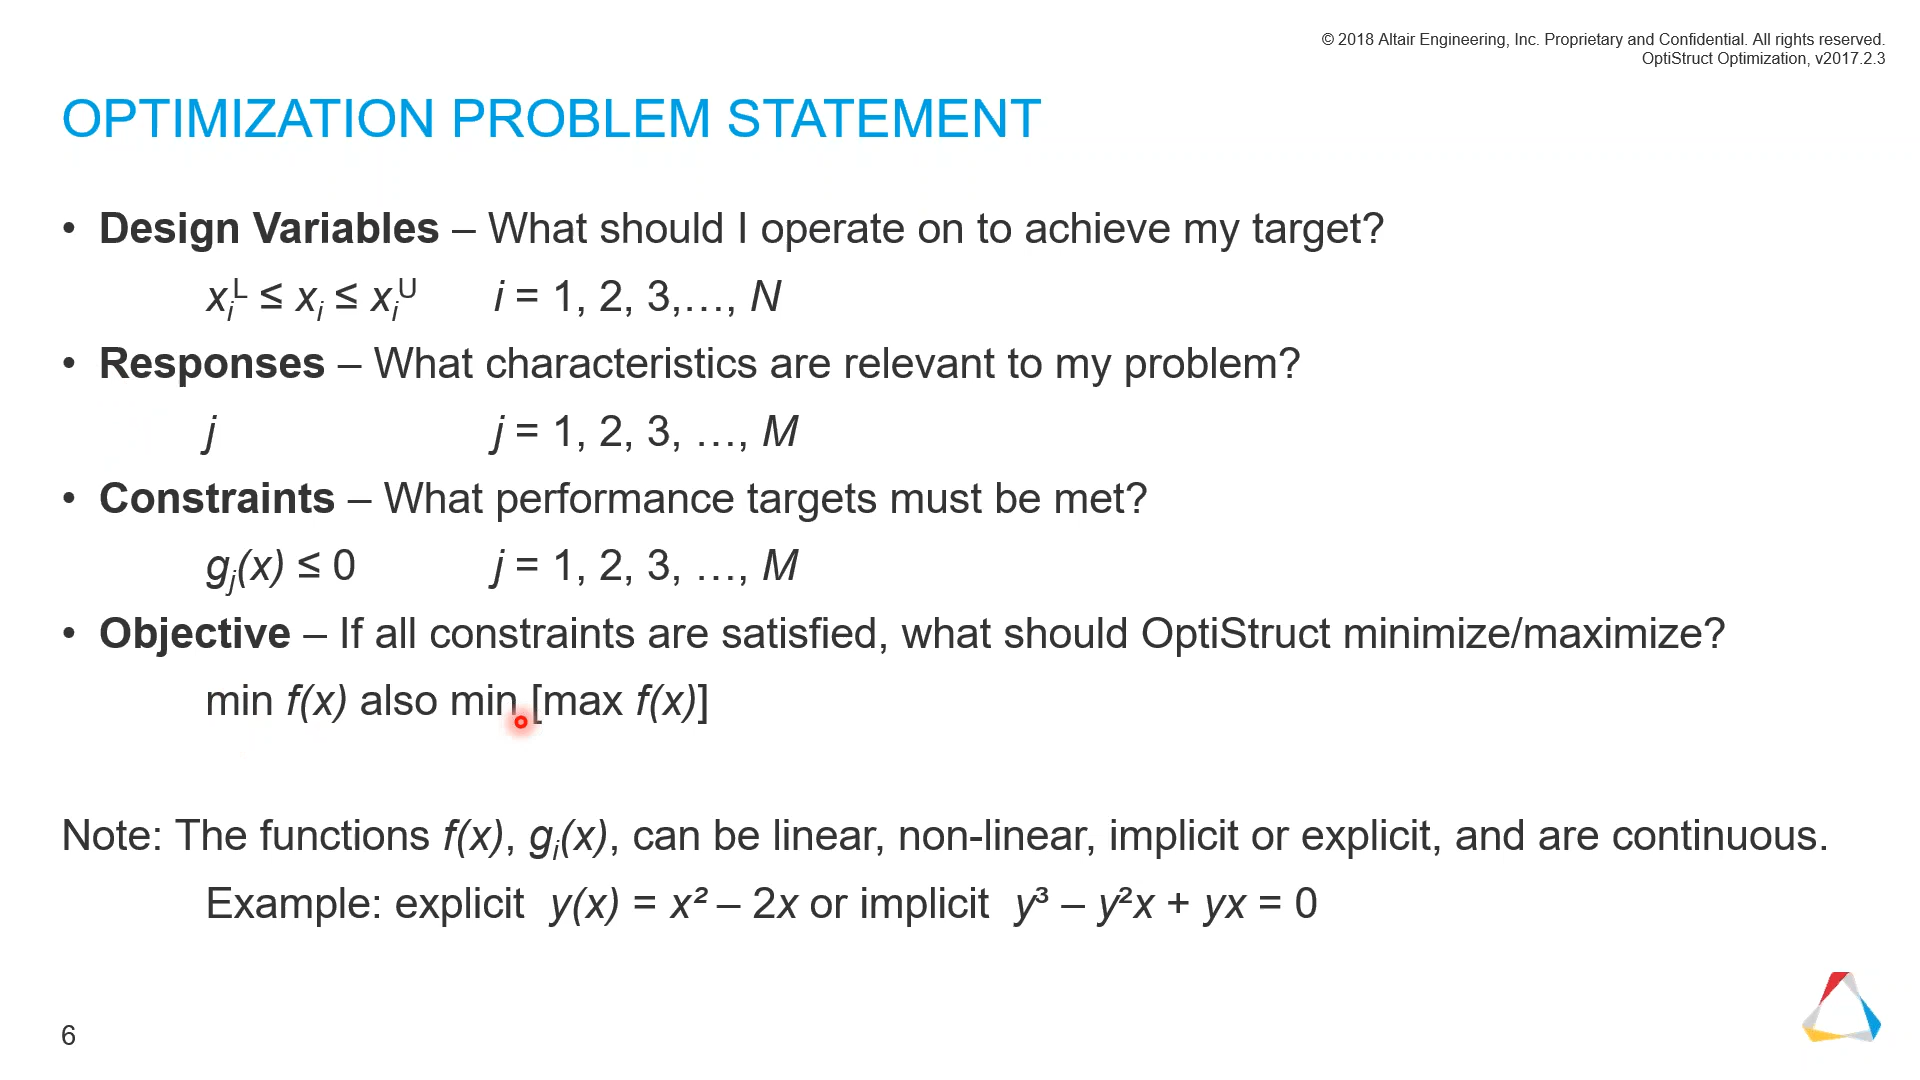 © 2018 Altair Engineering, Inc. Proprietary and Confidential. All rights reserved.
OptiStruct Optimization, v2017.2.3
OPTIMIZATION PROBLEM STATEMENT
• Design Variables – What should I operate on to achieve my target?
xᵢᴸ ≤ xᵢ ≤ xᵢᵁ i = 1, 2, 3,…, N
• Responses – What characteristics are relevant to my problem?
j j = 1, 2, 3, …, M
• Constraints – What performance targets must be met?
gⱼ(x) ≤ 0 j = 1, 2, 3, …, M
• Objective – If all constraints are satisfied, what should OptiStruct minimize/maximize?
min f(x) also min [max f(x)]
Note: The functions f(x), gᵢ(x), can be linear, non-linear, implicit or explicit, and are continuous.
Example: explicit y(x) = x² – 2x or implicit y³ – y²x + yx = 0
6